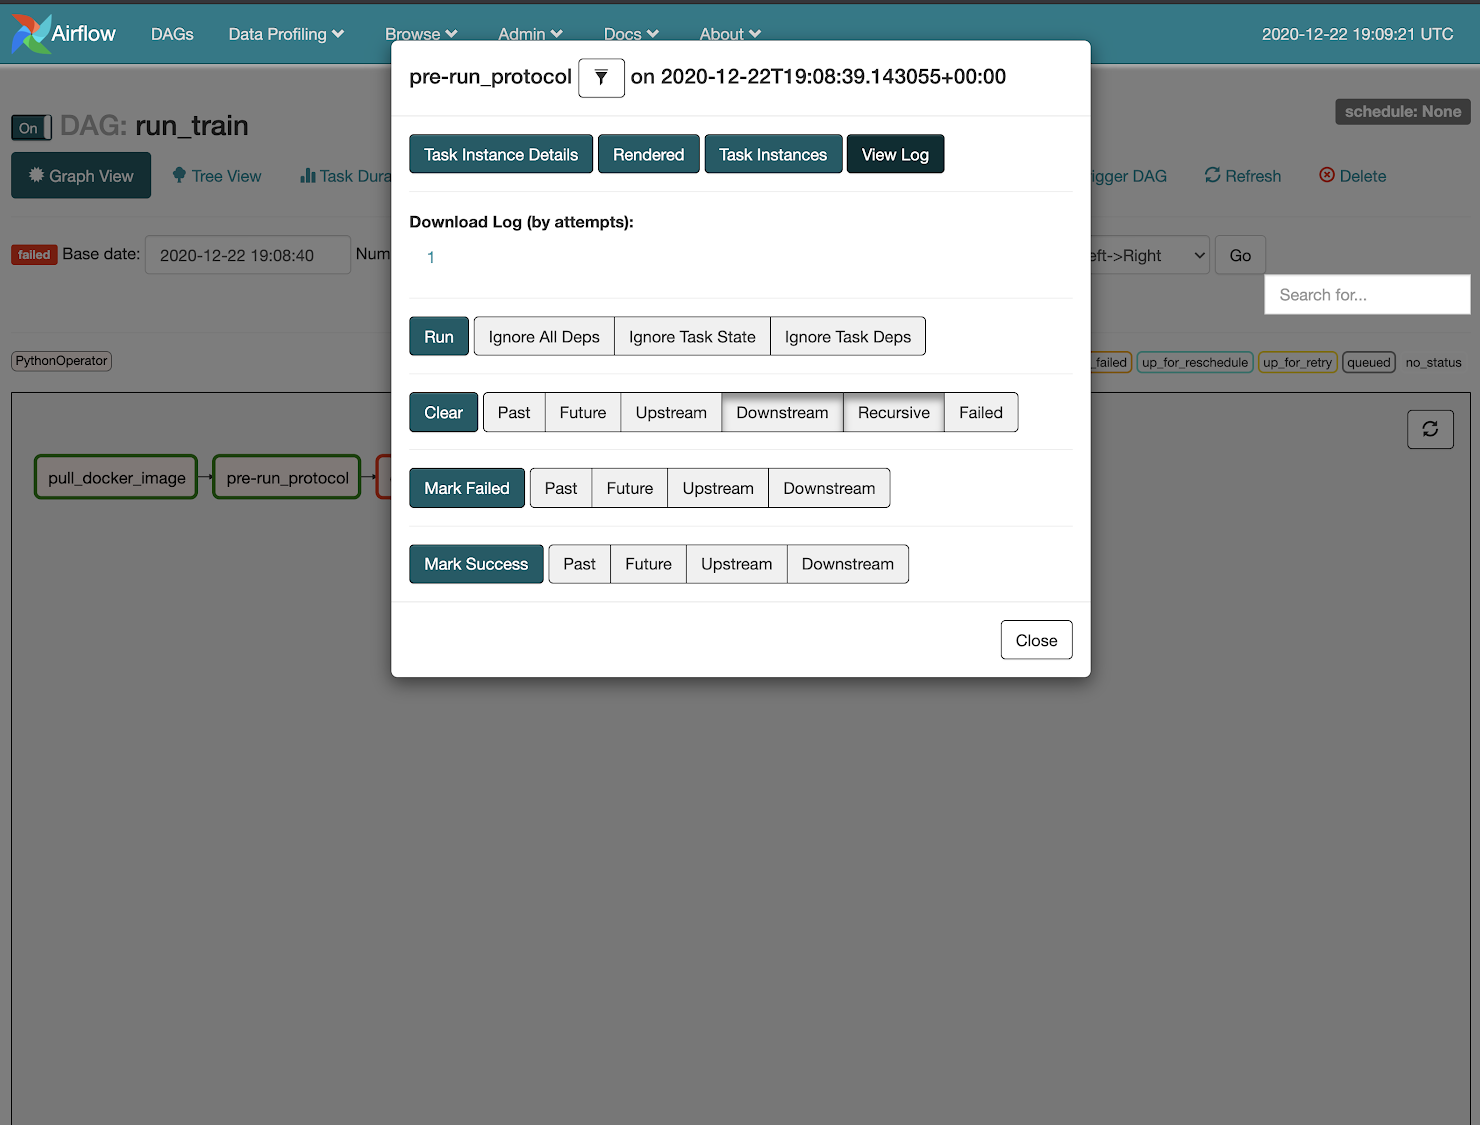 Airflow DAGs Data Profiling Browse Admin Docs About 2020-12-22 19:09:21 UTC
pre-run_protocol on 2020-12-22T19:08:39.143055+00:00
On DAG: run_train schedule: None
Task Instance Details Rendered Task Instances View Log
Graph View Tree View Task Dura igger DAG Refresh Delete
Download Log (by attempts):
failed Base date: 2020-12-22 19:08:40 Num eft->Right Go
1
Search for...
Run Ignore All Deps Ignore Task State Ignore Task Deps
PythonOperator _failed up_for_reschedule up_for_retry queued no_status
Clear Past Future Upstream Downstream Recursive Failed
pull_docker_image pre-run_protocol
Mark Failed Past Future Upstream Downstream
Mark Success Past Future Upstream Downstream
Close